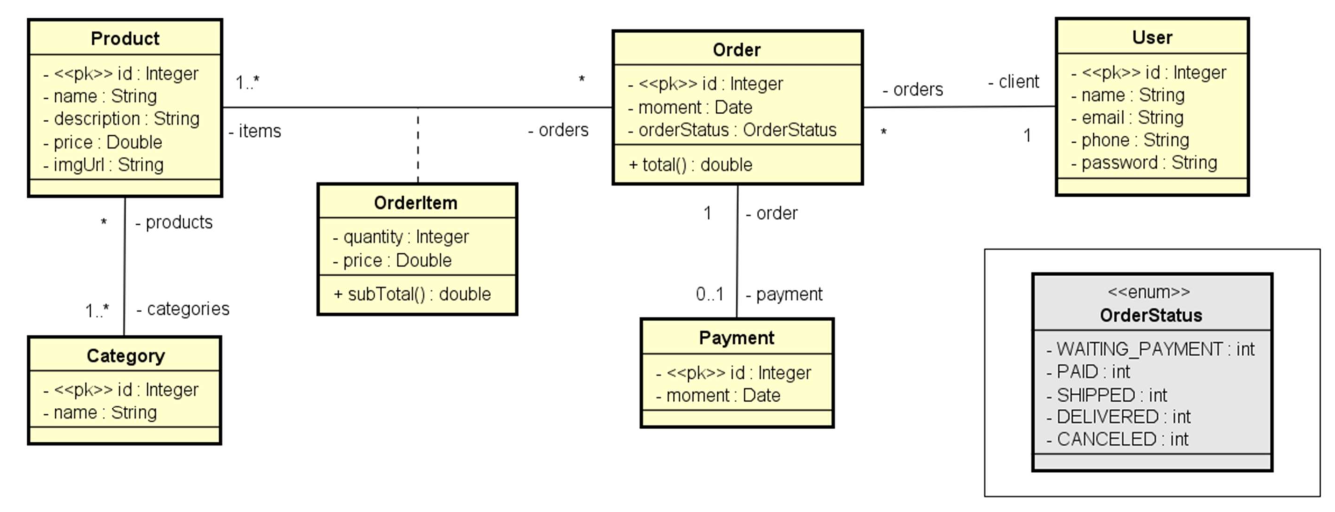 Product
- <<pk>> id : Integer
- name : String
- description : String
- price : Double
- imgUrl : String
1..*
- items
*
- orders
Order
- <<pk>> id : Integer
- moment : Date
- orderStatus : OrderStatus
+ total() : double
- orders
*
- client
1
User
- <<pk>> id : Integer
- name : String
- email : String
- phone : String
- password : String
* - products
1..* - categories
Category
- <<pk>> id : Integer
- name : String
OrderItem
- quantity : Integer
- price : Double
+ subTotal() : double
1 - order
0..1 - payment
Payment
- <<pk>> id : Integer
- moment : Date
<<enum>>
OrderStatus
- WAITING_PAYMENT : int
- PAID : int
- SHIPPED : int
- DELIVERED : int
- CANCELED : int